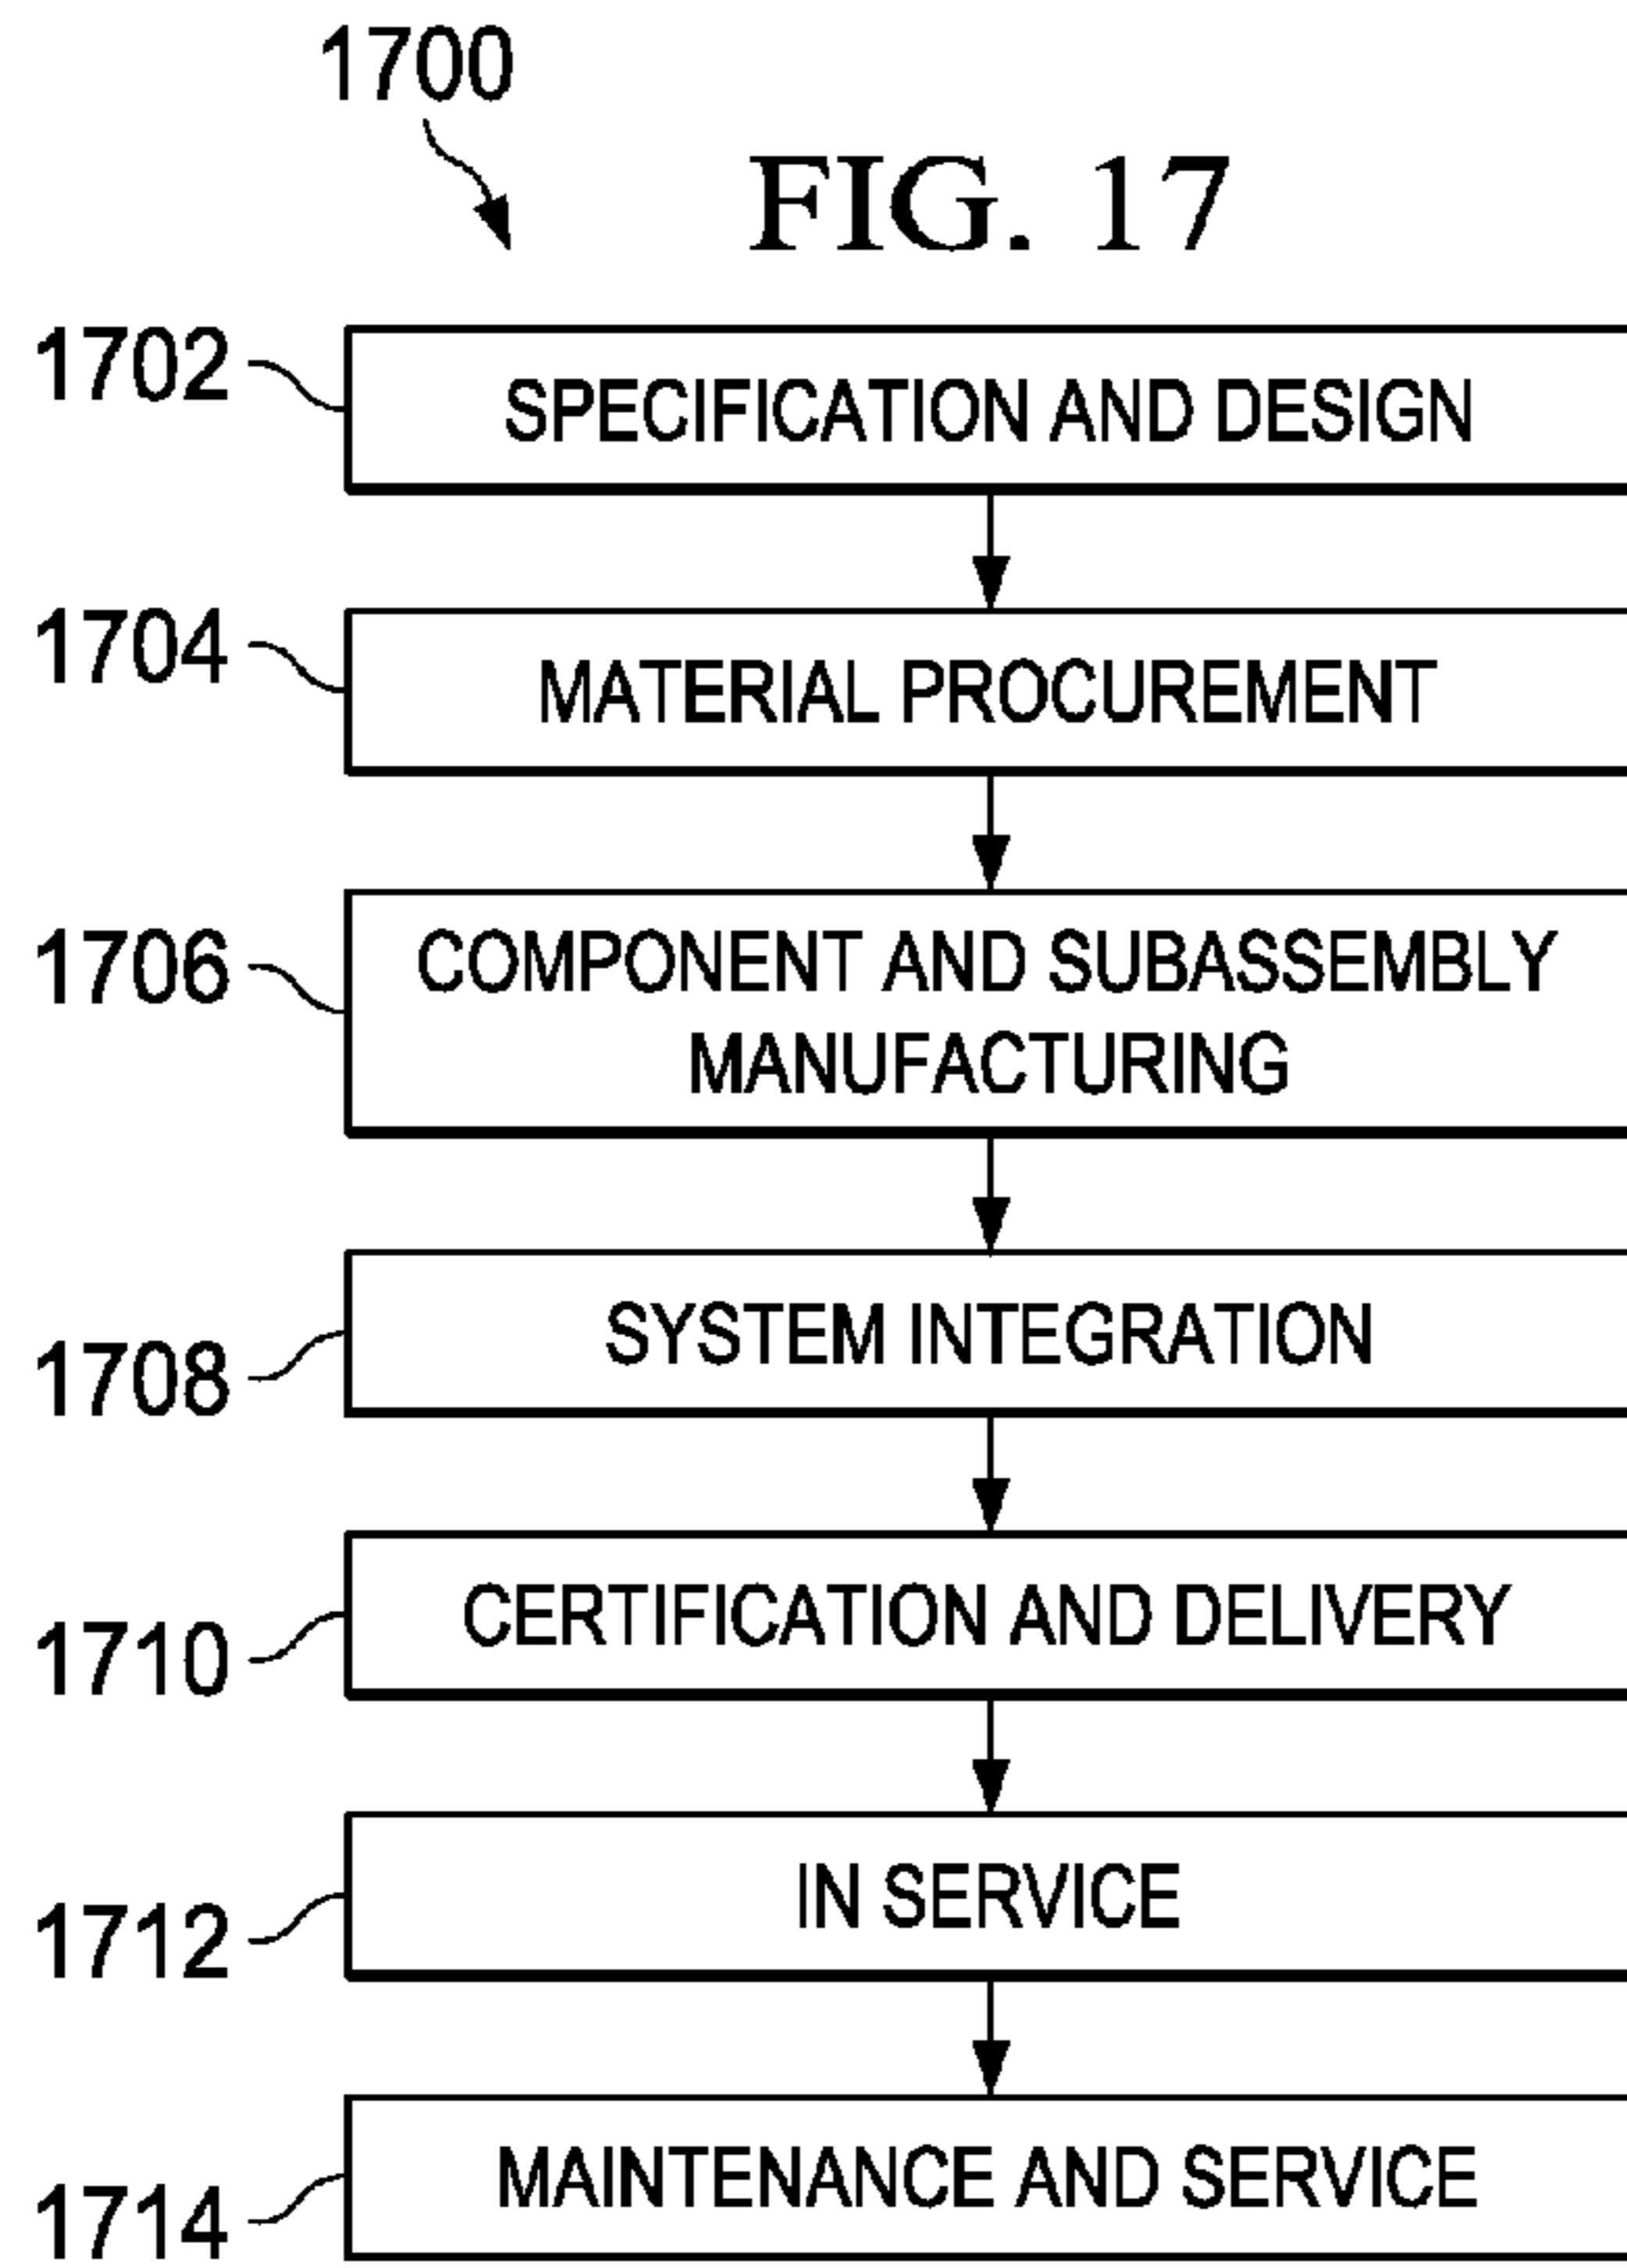 1700
FIG. 17
1702
SPECIFICATION AND DESIGN
1704
MATERIAL PROCUREMENT
1706
COMPONENT AND SUBASSEMBLY
MANUFACTURING
1708
SYSTEM INTEGRATION
1710
CERTIFICATION AND DELIVERY
1712
IN SERVICE
1714
MAINTENANCE AND SERVICE